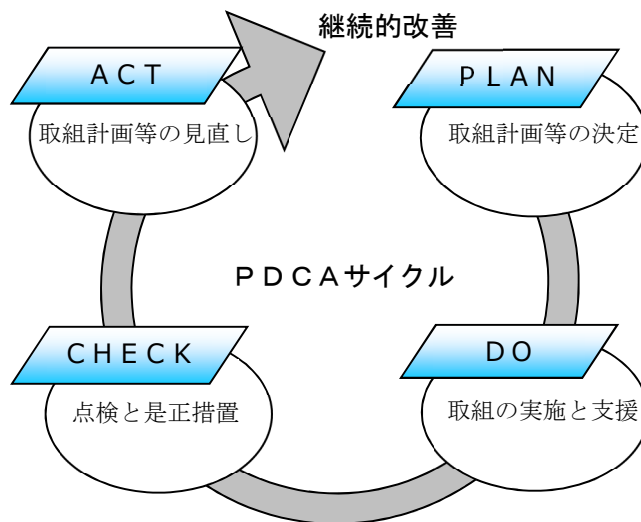 継続的改善
ACT
取組計画等の見直し
PLAN
取組計画等の決定
PDCAサイクル
CHECK
点検と是正措置
DO
取組の実施と支援